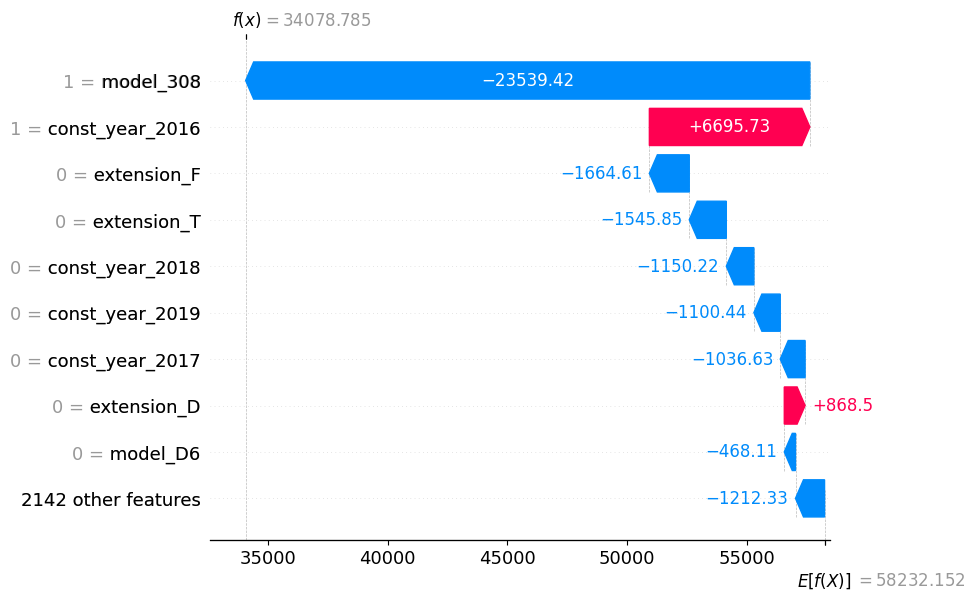 f(x) = 34078.785
1 = model_308
−23539.42
1 = const_year_2016
+6695.73
0 = extension_F
−1664.61
0 = extension_T
−1545.85
0 = const_year_2018
−1150.22
0 = const_year_2019
−1100.44
0 = const_year_2017
−1036.63
0 = extension_D
+868.5
0 = model_D6
−468.11
2142 other features
−1212.33
35000 40000 45000 50000 55000
E[f(X)] = 58232.152